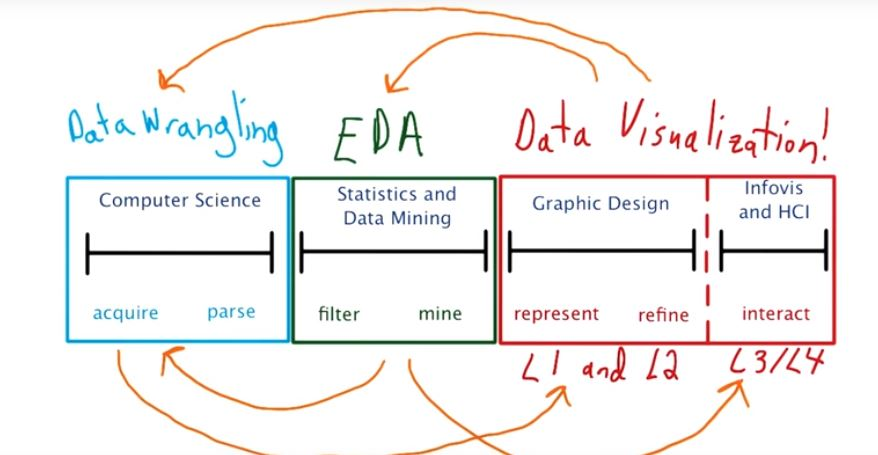 Data Wrangling
EDA
Data Visualization!
Computer Science
Statistics and
Data Mining
Graphic Design
Infovis
and HCI
acquire parse
filter mine
represent refine
interact
L1 and L2
L3/L4